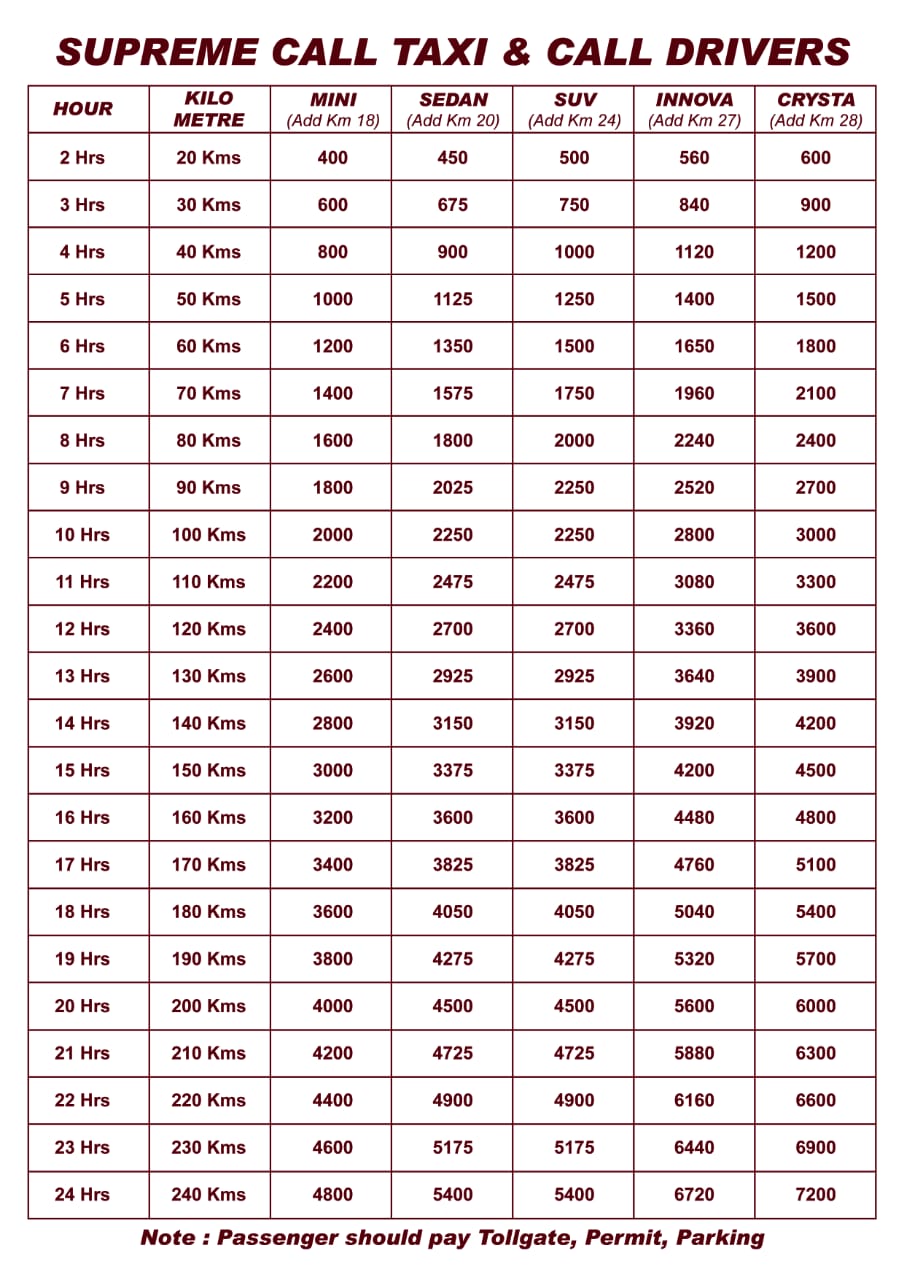 SUPREME CALL TAXI & CALL DRIVERS
HOUR KILO METRE MINI (Add Km 18) SEDAN (Add Km 20) SUV (Add Km 24) INNOVA (Add Km 27) CRYSTA (Add Km 28)
2 Hrs 20 Kms 400 450 500 560 600
3 Hrs 30 Kms 600 675 750 840 900
4 Hrs 40 Kms 800 900 1000 1120 1200
5 Hrs 50 Kms 1000 1125 1250 1400 1500
6 Hrs 60 Kms 1200 1350 1500 1650 1800
7 Hrs 70 Kms 1400 1575 1750 1960 2100
8 Hrs 80 Kms 1600 1800 2000 2240 2400
9 Hrs 90 Kms 1800 2025 2250 2520 2700
10 Hrs 100 Kms 2000 2250 2250 2800 3000
11 Hrs 110 Kms 2200 2475 2475 3080 3300
12 Hrs 120 Kms 2400 2700 2700 3360 3600
13 Hrs 130 Kms 2600 2925 2925 3640 3900
14 Hrs 140 Kms 2800 3150 3150 3920 4200
15 Hrs 150 Kms 3000 3375 3375 4200 4500
16 Hrs 160 Kms 3200 3600 3600 4480 4800
17 Hrs 170 Kms 3400 3825 3825 4760 5100
18 Hrs 180 Kms 3600 4050 4050 5040 5400
19 Hrs 190 Kms 3800 4275 4275 5320 5700
20 Hrs 200 Kms 4000 4500 4500 5600 6000
21 Hrs 210 Kms 4200 4725 4725 5880 6300
22 Hrs 220 Kms 4400 4900 4900 6160 6600
23 Hrs 230 Kms 4600 5175 5175 6440 6900
24 Hrs 240 Kms 4800 5400 5400 6720 7200
Note : Passenger should pay Tollgate, Permit, Parking